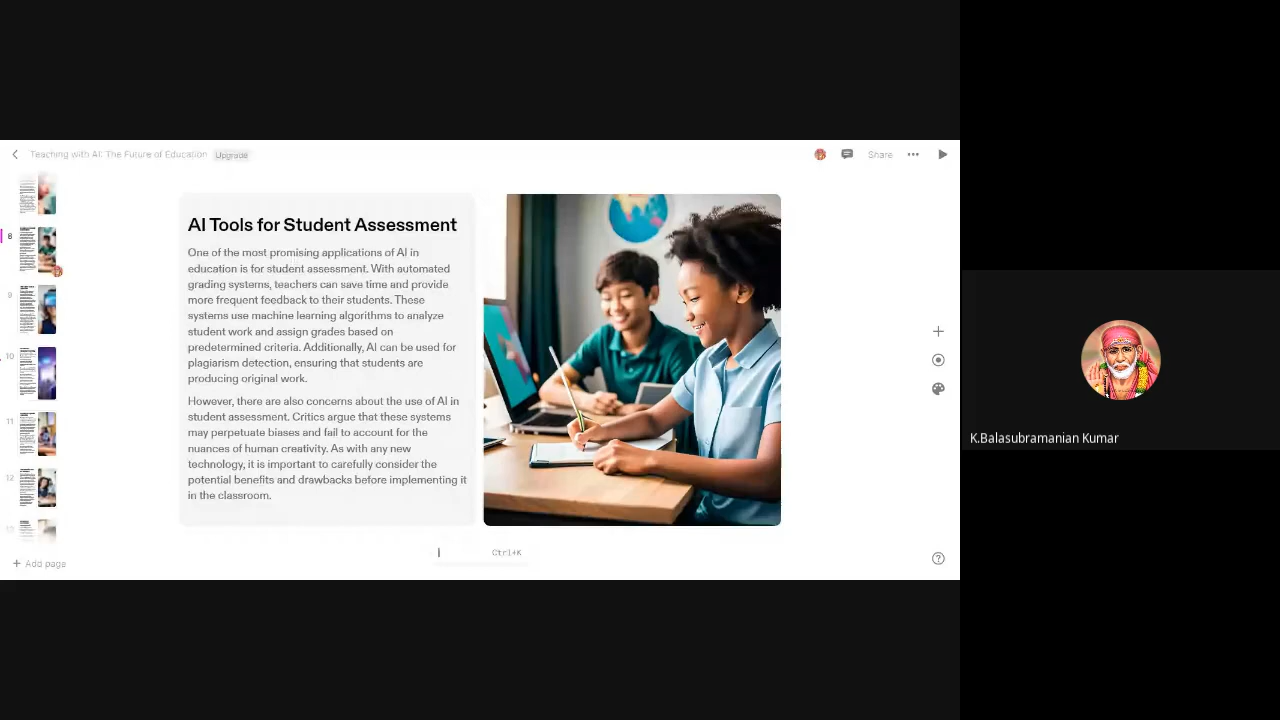 Teaching with AI: The Future of Education Upgrade
Share
8
9
10
11
12
AI Tools for Student Assessment
One of the most promising applications of AI in
education is for student assessment. With automated
grading systems, teachers can save time and provide
more frequent feedback to their students. These
systems use machine learning algorithms to analyze
student work and assign grades based on
predetermined criteria. Additionally, AI can be used for
plagiarism detection, ensuring that students are
producing original work.
However, there are also concerns about the use of AI in
student assessment. Critics argue that these systems
may perpetuate biases and fail to account for the
nuances of human creativity. As with any new
technology, it is important to carefully consider the
potential benefits and drawbacks before implementing it
in the classroom.
Ctrl+K
+ Add page
K.Balasubramanian Kumar